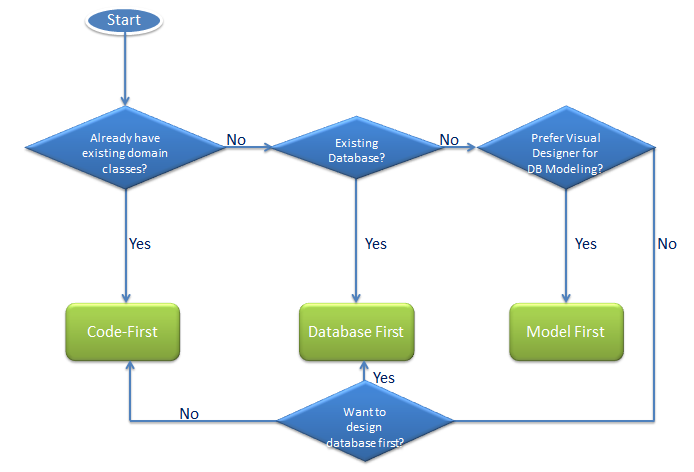 Start
Already have
existing domain
classes?
No
Existing
Database?
No
Prefer Visual
Designer for
DB Modeling?
Yes
Yes
Yes
No
Code-First
Database First
Model First
Yes
No
Want to
design
database first?